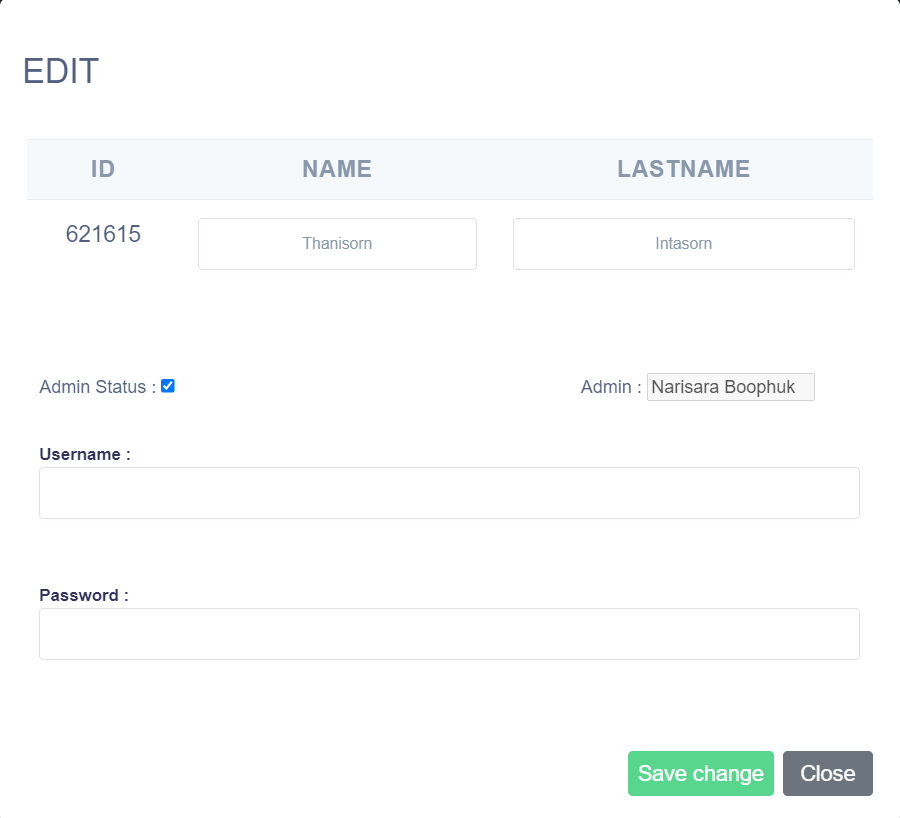 EDIT
ID NAME LASTNAME
621615 Thanisorn Intasorn
Admin Status : Admin : Narisara Boophuk
Username :
Password :
Save change Close